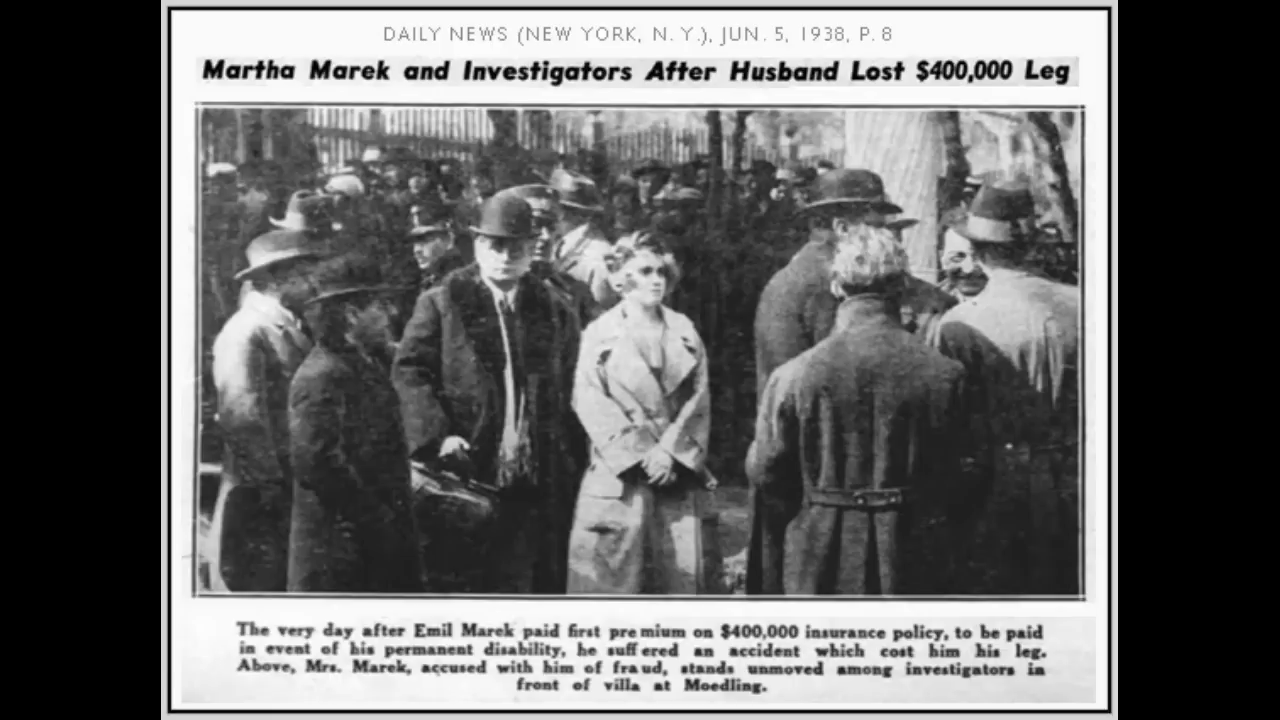 DAILY NEWS (NEW YORK, N.Y.), JUN. 5, 1938, P. 8
Martha Marek and Investigators After Husband Lost $400,000 Leg
The very day after Emil Marek paid first premium on $400,000 insurance policy, to be paid
in event of his permanent disability, he suffered an accident which cost him his leg.
Above, Mrs. Marek, accused with him of fraud, stands unmoved among investigators in
front of villa at Moedling.